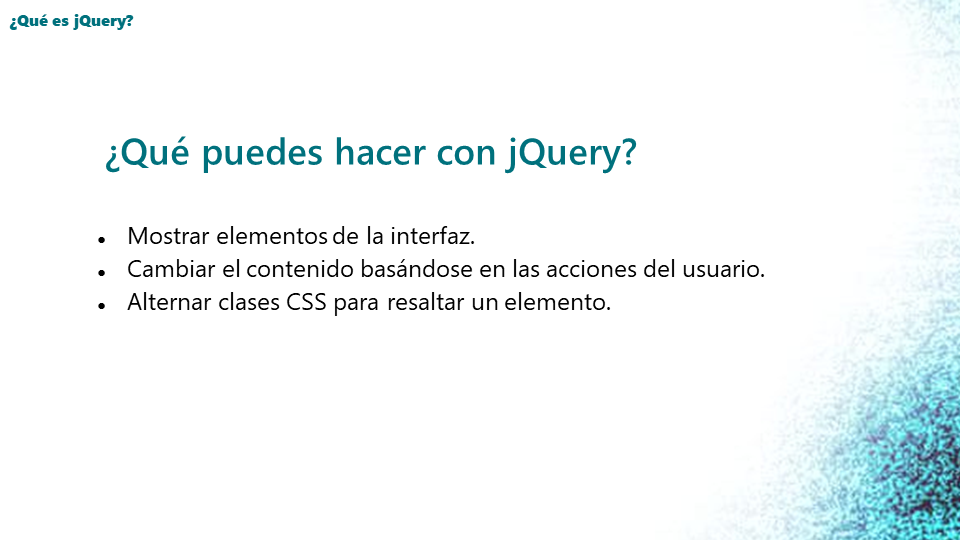 ¿Qué es jQuery?
¿Qué puedes hacer con jQuery?
• Mostrar elementos de la interfaz.
• Cambiar el contenido basándose en las acciones del usuario.
• Alternar clases CSS para resaltar un elemento.